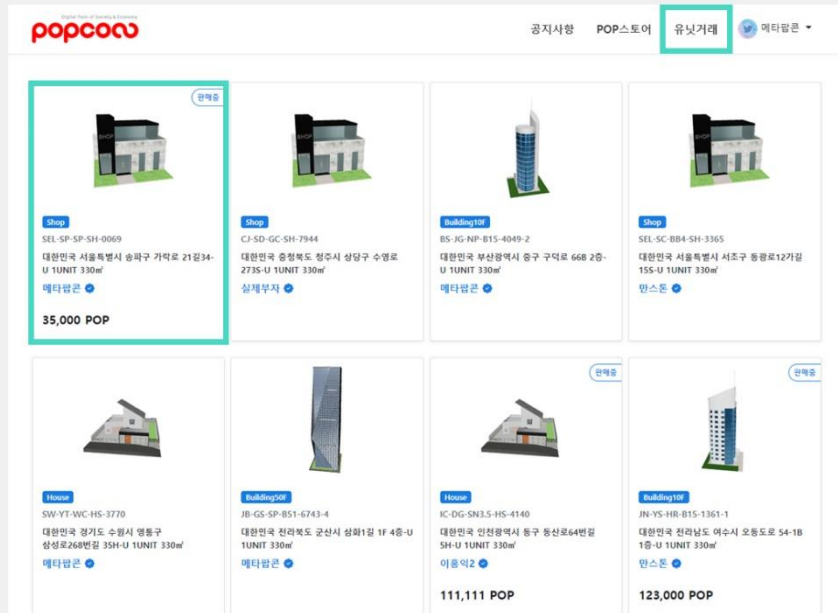 Digital Twin of Society & Economy
popcon
공지사항 POP스토어 유닛거래 메타팝콘
판매중
SHOP
Shop
SEL-SP-SP-SH-0069
대한민국 서울특별시 송파구 가락로 21길34-
U 1UNIT 330㎡
메타팝콘
35,000 POP
SHOP
Shop
CJ-SD-GC-SH-7944
대한민국 충청북도 청주시 상당구 수영로
273S-U 1UNIT 330㎡
실제부자
Building10F
BS-JG-NP-B15-4049-2
대한민국 부산광역시 중구 구덕로 66B 2층-
U 1UNIT 330㎡
메타팝콘
SHOP
Shop
SEL-SC-BB4-SH-3365
대한민국 서울특별시 서초구 동광로12가길
15S-U 1UNIT 330㎡
만스톤
House
SW-YT-WC-HS-3770
대한민국 경기도 수원시 영통구
삼성로268번길 35H-U 1UNIT 330㎡
메타팝콘
Building50F
JB-GS-SP-B51-6743-4
대한민국 전라북도 군산시 삼화1길 1F 4층-U
1UNIT 330㎡
메타팝콘
판매중
House
IC-DG-SN3.5-HS-4140
대한민국 인천광역시 동구 동산로64번길
5H-U 1UNIT 330㎡
이흥익2
111,111 POP
판매중
Building10F
JN-YS-HR-B15-1361-1
대한민국 전라남도 여수시 오동도로 54-1B
1층-U 1UNIT 330㎡
만스톤
123,000 POP